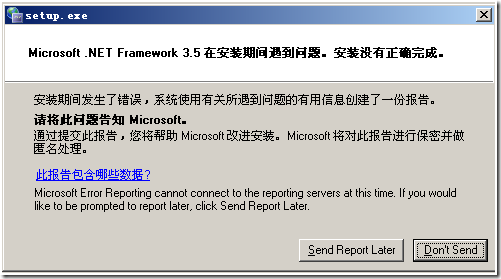 setup.exe
Microsoft .NET Framework 3.5 在安装期间遇到问题。安装没有正确完成。
安装期间发生了错误，系统使用有关所遇到问题的有用信息创建了一份报告。
请将此问题告知 Microsoft。
通过提交此报告，您将帮助 Microsoft 改进安装。Microsoft 将对此报告进行保密并做
匿名处理。
此报告包含哪些数据?
Microsoft Error Reporting cannot connect to the reporting servers at this time. If you would
like to be prompted to report later, click Send Report Later.
Send Report Later
Don't Send